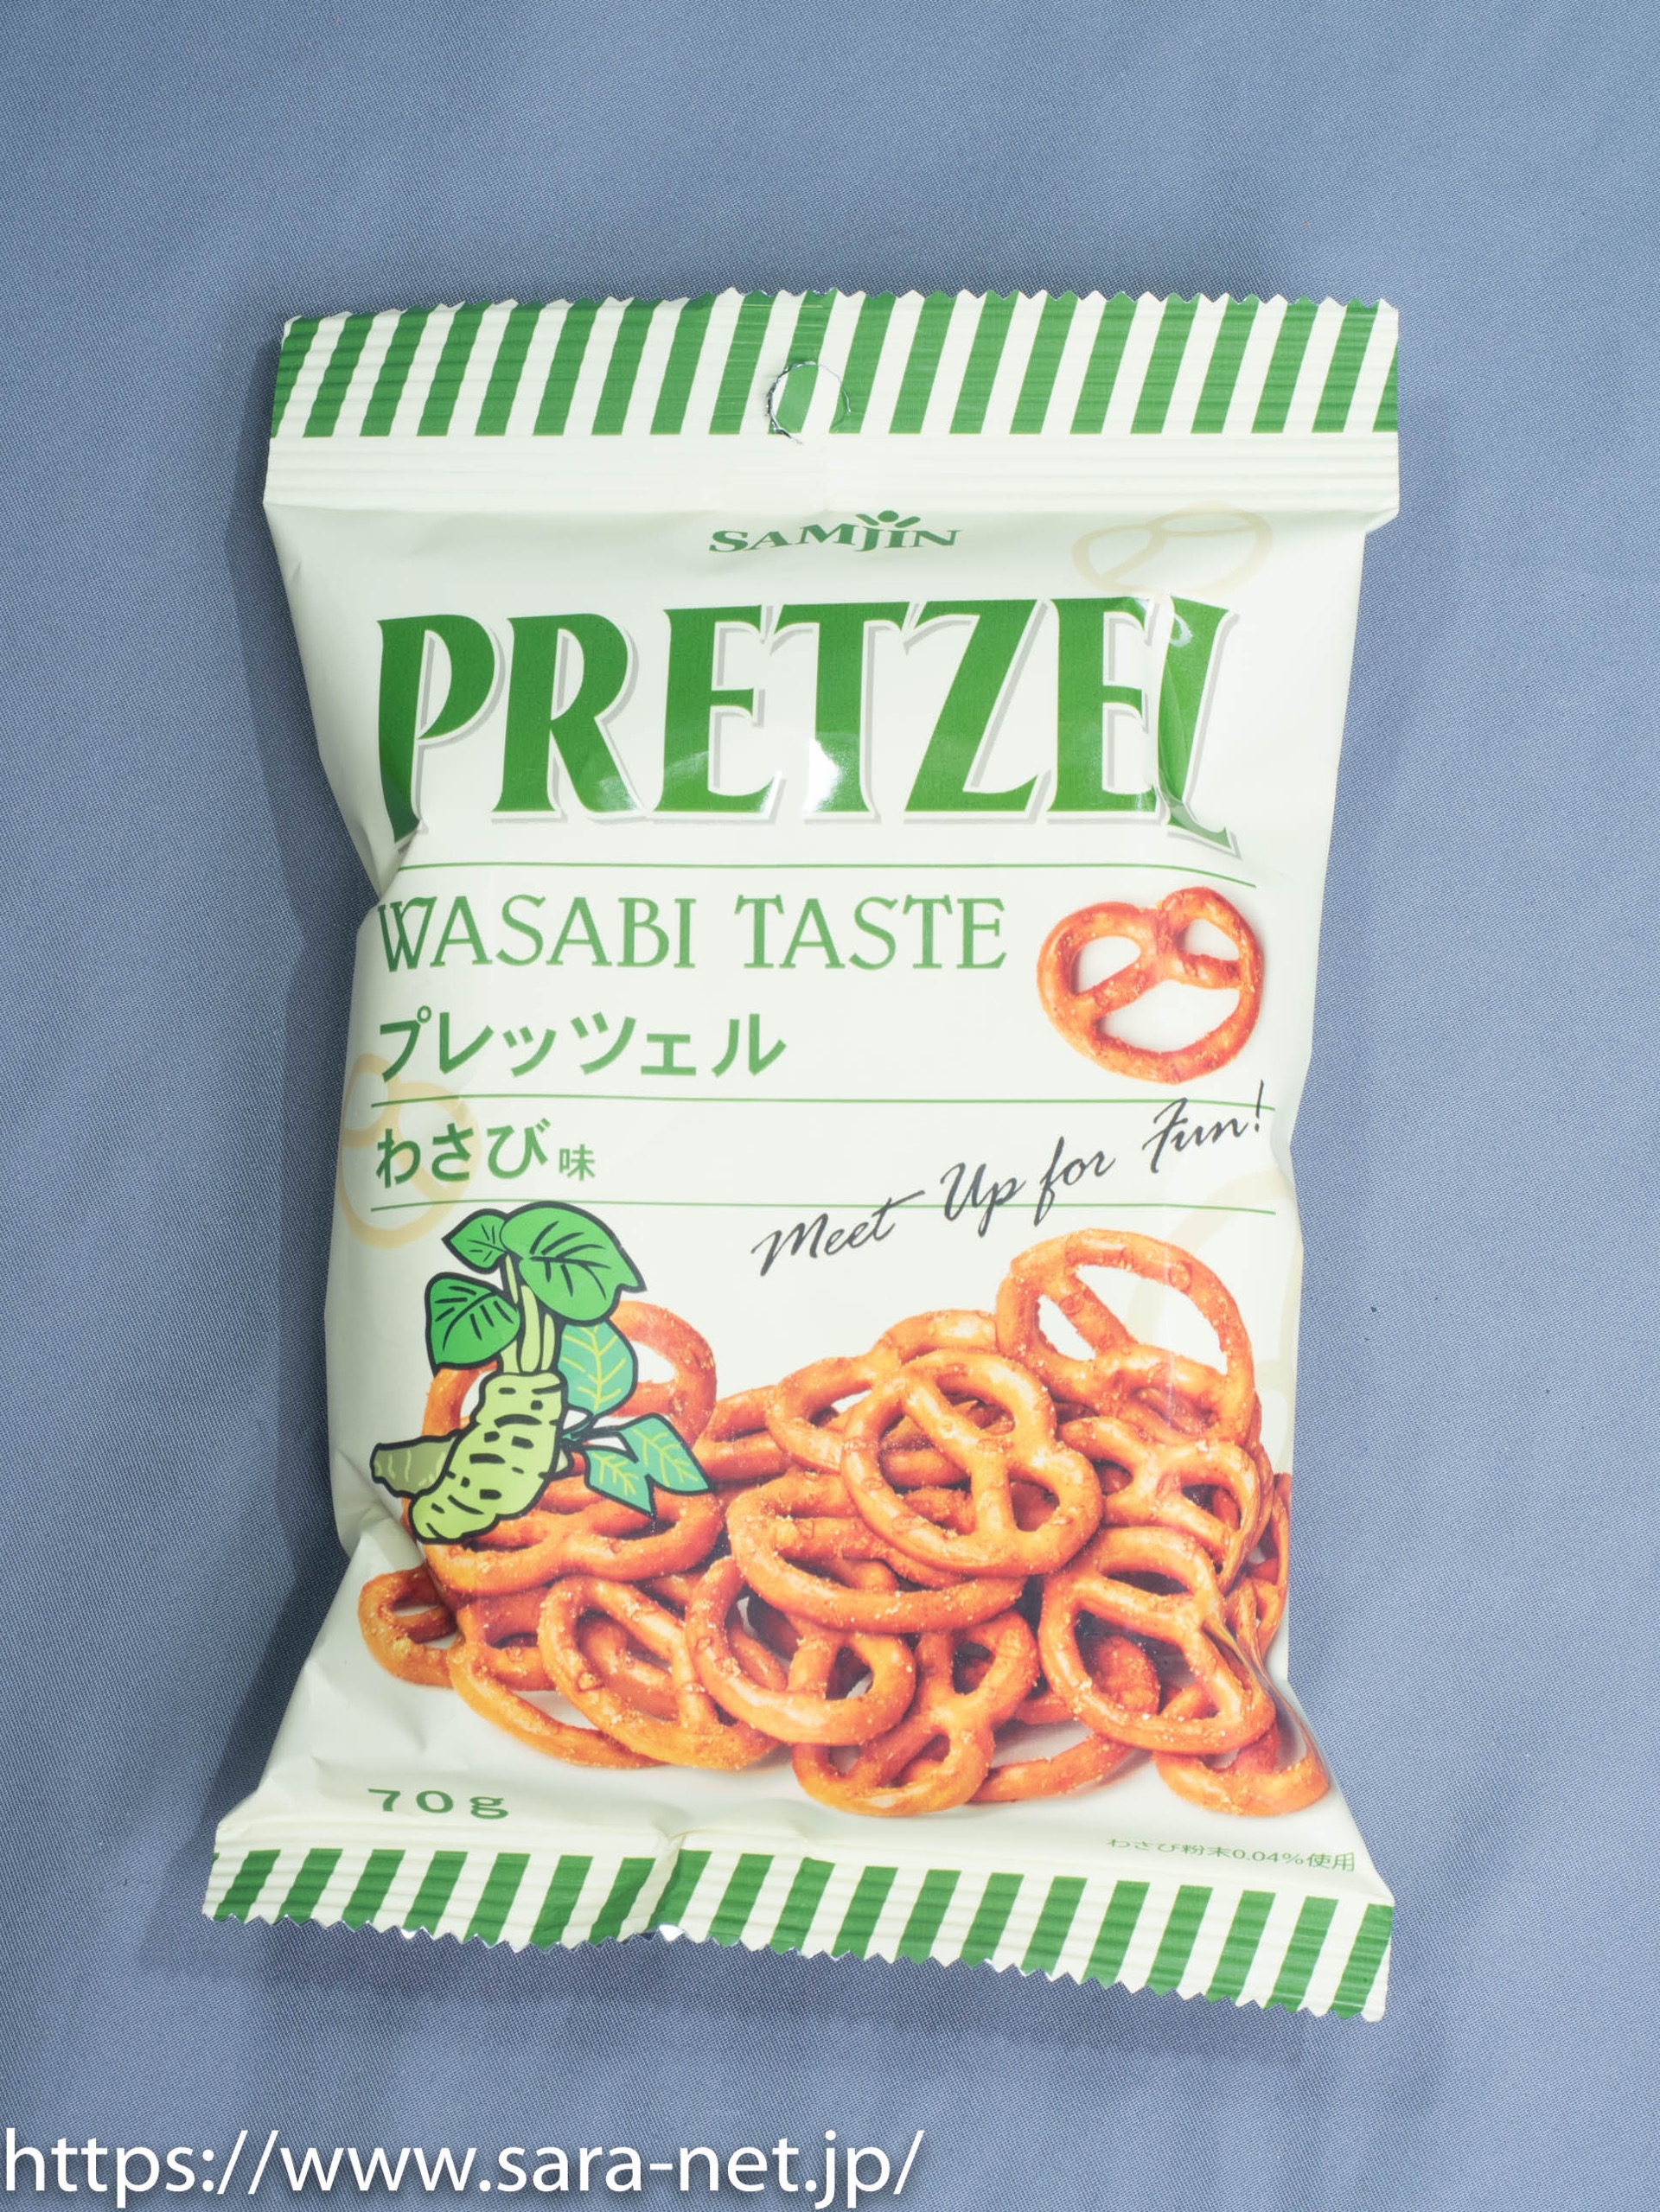 SAMJIN
PRETZEL
WASABI TASTE
プレッツェル
わさび味
Meet Up for Fun!
70g
わさび粉末0.04%使用
https://www.sara-net.jp/